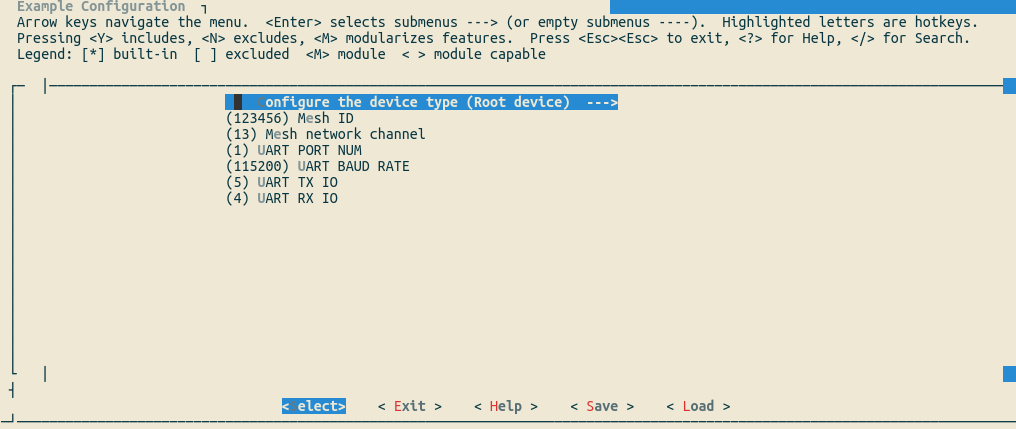 Example Configuration
Arrow keys navigate the menu.  <Enter> selects submenus ---> (or empty submenus ----).  Highlighted letters are hotkeys.
Pressing <Y> includes, <N> excludes, <M> modularizes features.  Press <Esc><Esc> to exit, <?> for Help, </> for Search.
Legend: [*] built-in  [ ] excluded  <M> module  < > module capable
Configure the device type (Root device)  --->
(123456) Mesh ID
(13) Mesh network channel
(1) UART PORT NUM
(115200) UART BAUD RATE
(5) UART TX IO
(4) UART RX IO
<Select>    < Exit >    < Help >    < Save >    < Load >